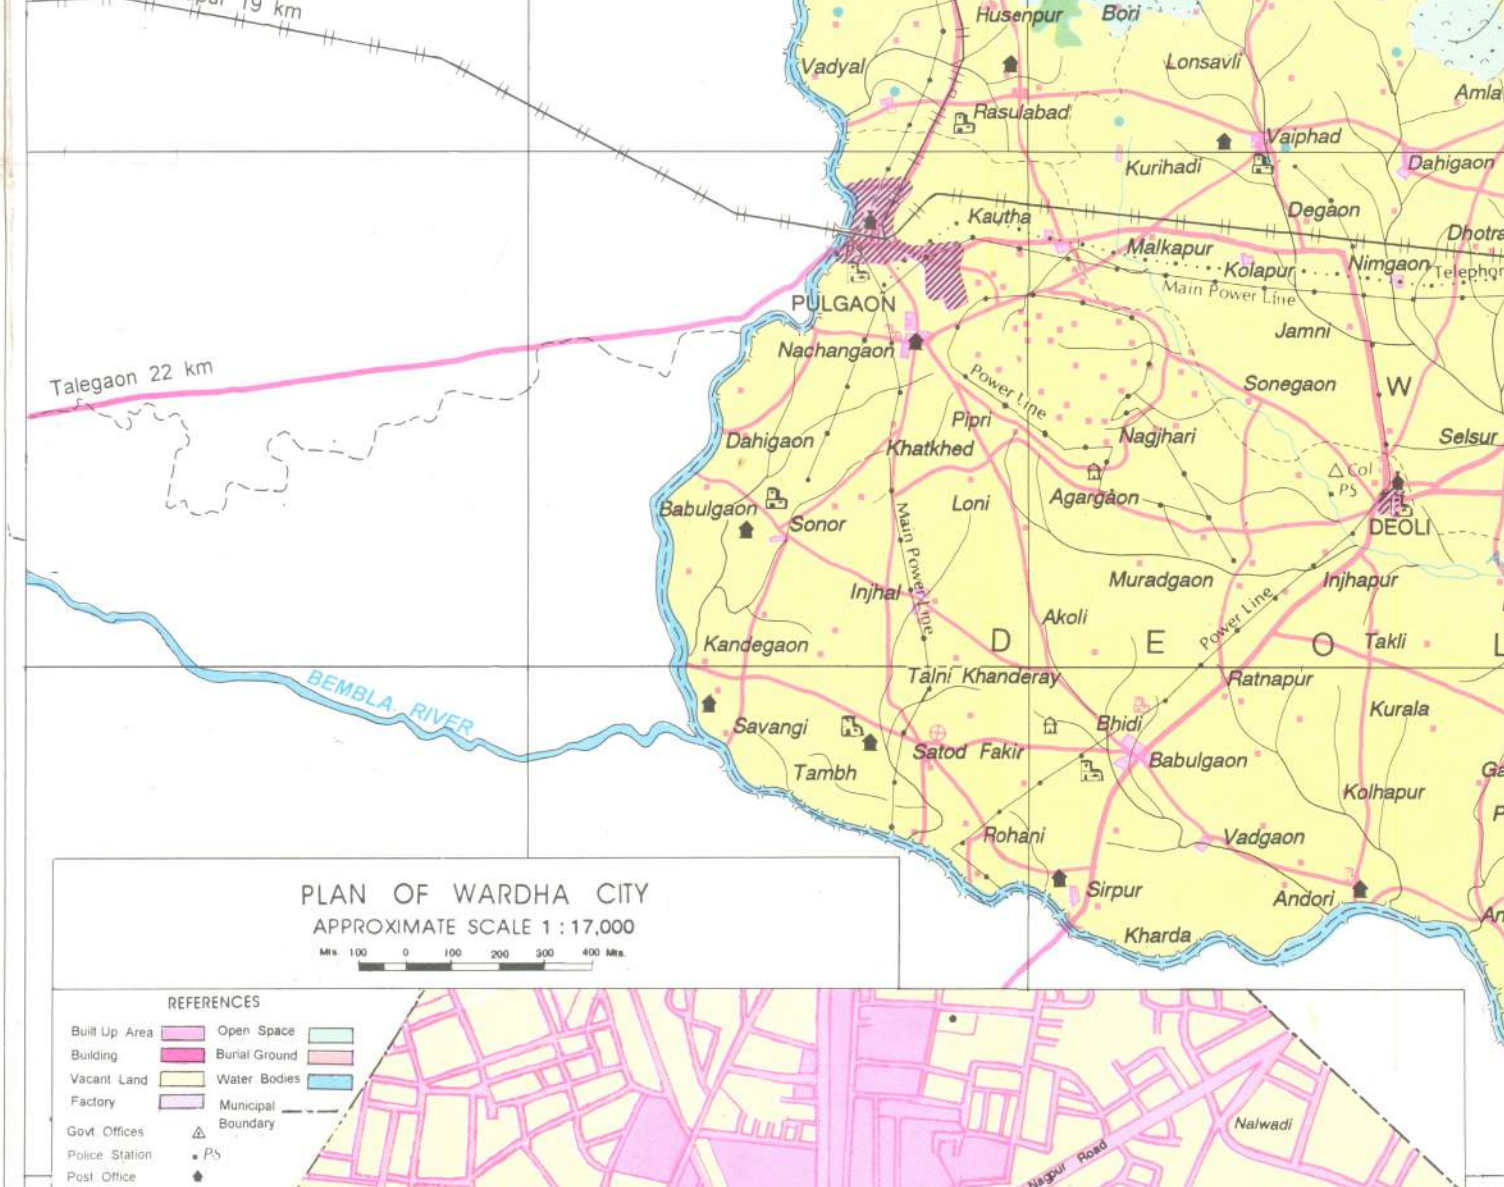 19 km
Husenpur
Bori
Vadyal
Lonsavli
Amla
Rasulabad
Vaiphad
Kurihadi
Dahigaon
Kautha
Degaon
Malkapur
Dhotra
Kolapur
Nimgaon
Telephon
Main Power Line
PULGAON
Jamni
Nachangaon
Talegaon 22 km
Power Line
Sonegaon
W
Pipri
Dahigaon
Khatkhed
Nagjhari
Selsur
Col
PS
Loni
Agargaon
Babulgaon
Sonor
Main Power Line
DEOLI
Injhal
Muradgaon
Injhapur
Power Line
Akoli
Kandegaon
D E O L
Takli
Talni Khanderay
Ratnapur
BEMBLA RIVER
Savangi
Bhidi
Kurala
Satod Fakir
Babulgaon
Tambh
Kolhapur
Ga
P
Rohani
Vadgaon
Sirpur
Andori
An
Kharda
PLAN OF WARDHA CITY
APPROXIMATE SCALE 1 : 17,000
Mts. 100 0 100 200 300 400 Mts.
REFERENCES
Built Up Area
Open Space
Building
Burial Ground
Vacant Land
Water Bodies
Factory
Municipal
Boundary
Govt. Offices
Police Station
PS
Post Office
Nalwadi
Nagpur Road